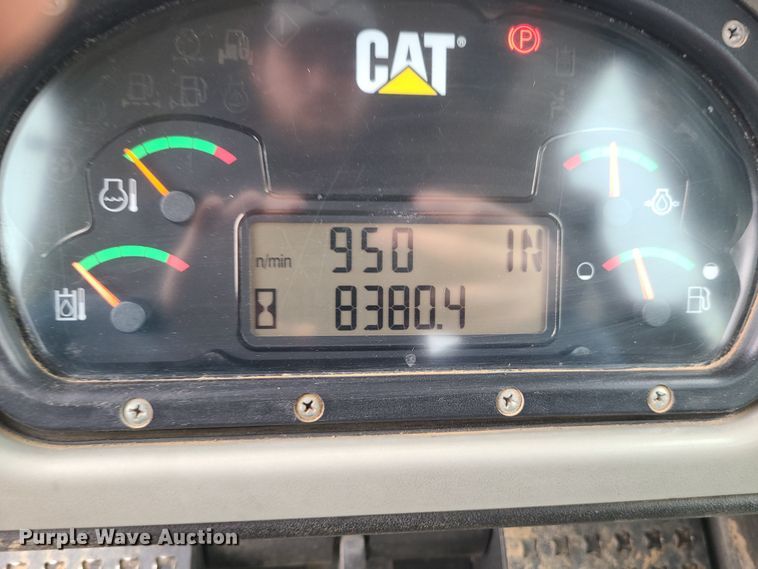 CAT®
P
n/min 950 1N
8380.4
Purple Wave Auction®